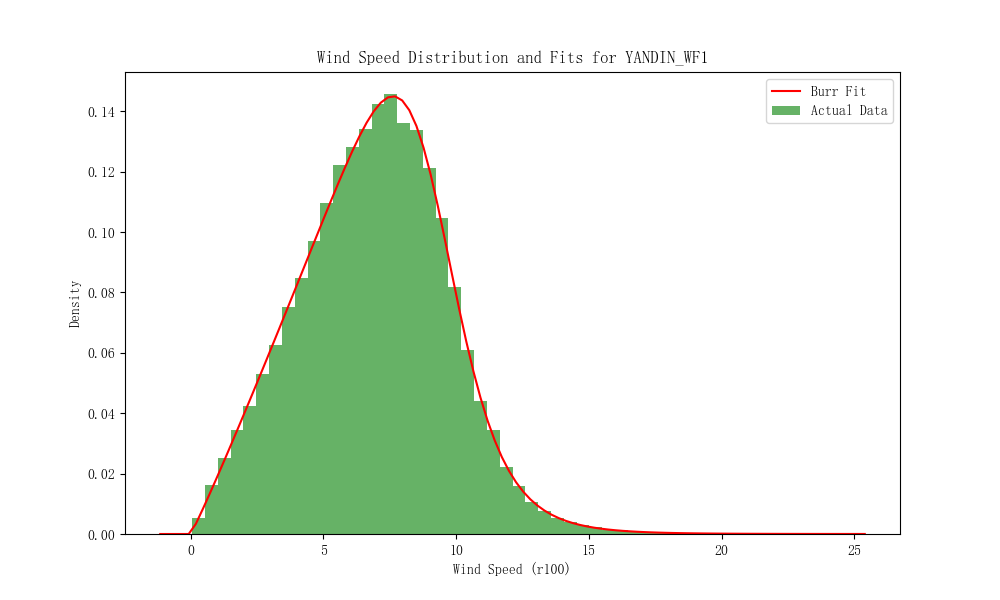 Wind Speed Distribution and Fits for YANDIN_WF1
Burr Fit
Actual Data
0.14
0.12
0.10
0.08
0.06
0.04
0.02
0.00
Density
0
5
10
15
20
25
Wind Speed (r100)